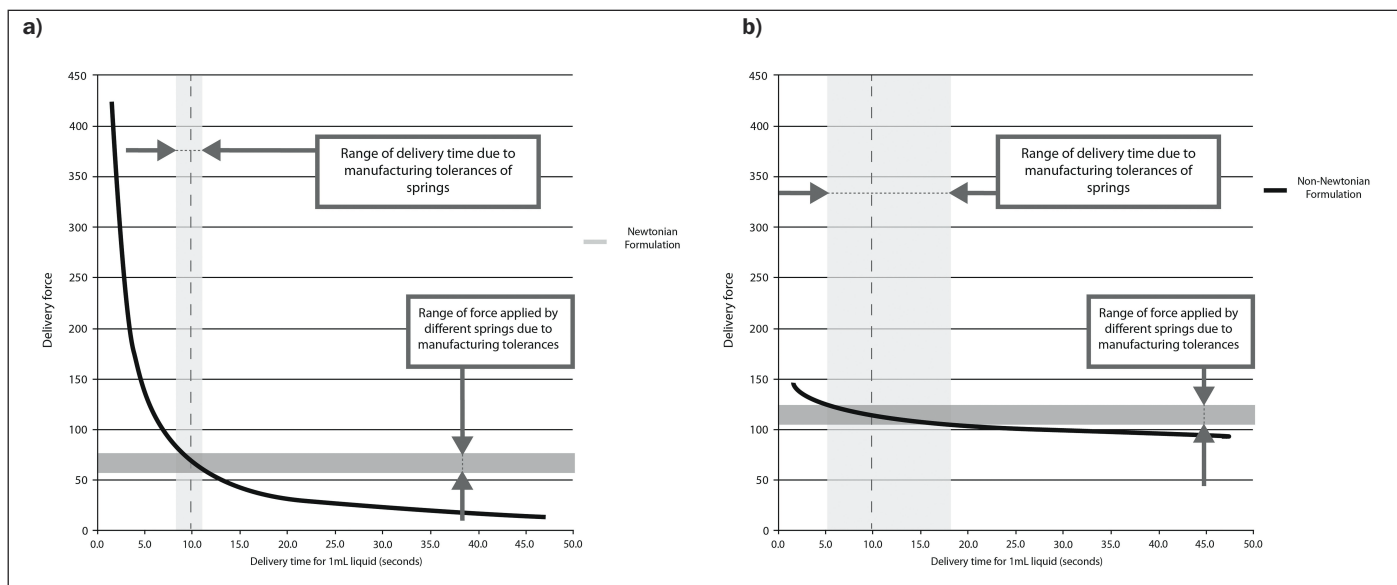 a)
450
400
350
300
250
200
150
100
50
0
Delivery force
Range of delivery time due to
manufacturing tolerances of
springs
Newtonian
Formulation
Range of force applied by
different springs due to
manufacturing tolerances
0.0 5.0 10.0 15.0 20.0 25.0 30.0 35.0 40.0 45.0 50.0
Delivery time for 1mL liquid (seconds)
b)
450
400
350
300
250
200
150
100
50
0
Delivery force
Range of delivery time due to
manufacturing tolerances of
springs
Non-Newtonian
Formulation
Range of force applied by
different springs due to
manufacturing tolerances
0.0 5.0 10.0 15.0 20.0 25.0 30.0 35.0 40.0 45.0 50.0
Delivery time for 1mL liquid (seconds)